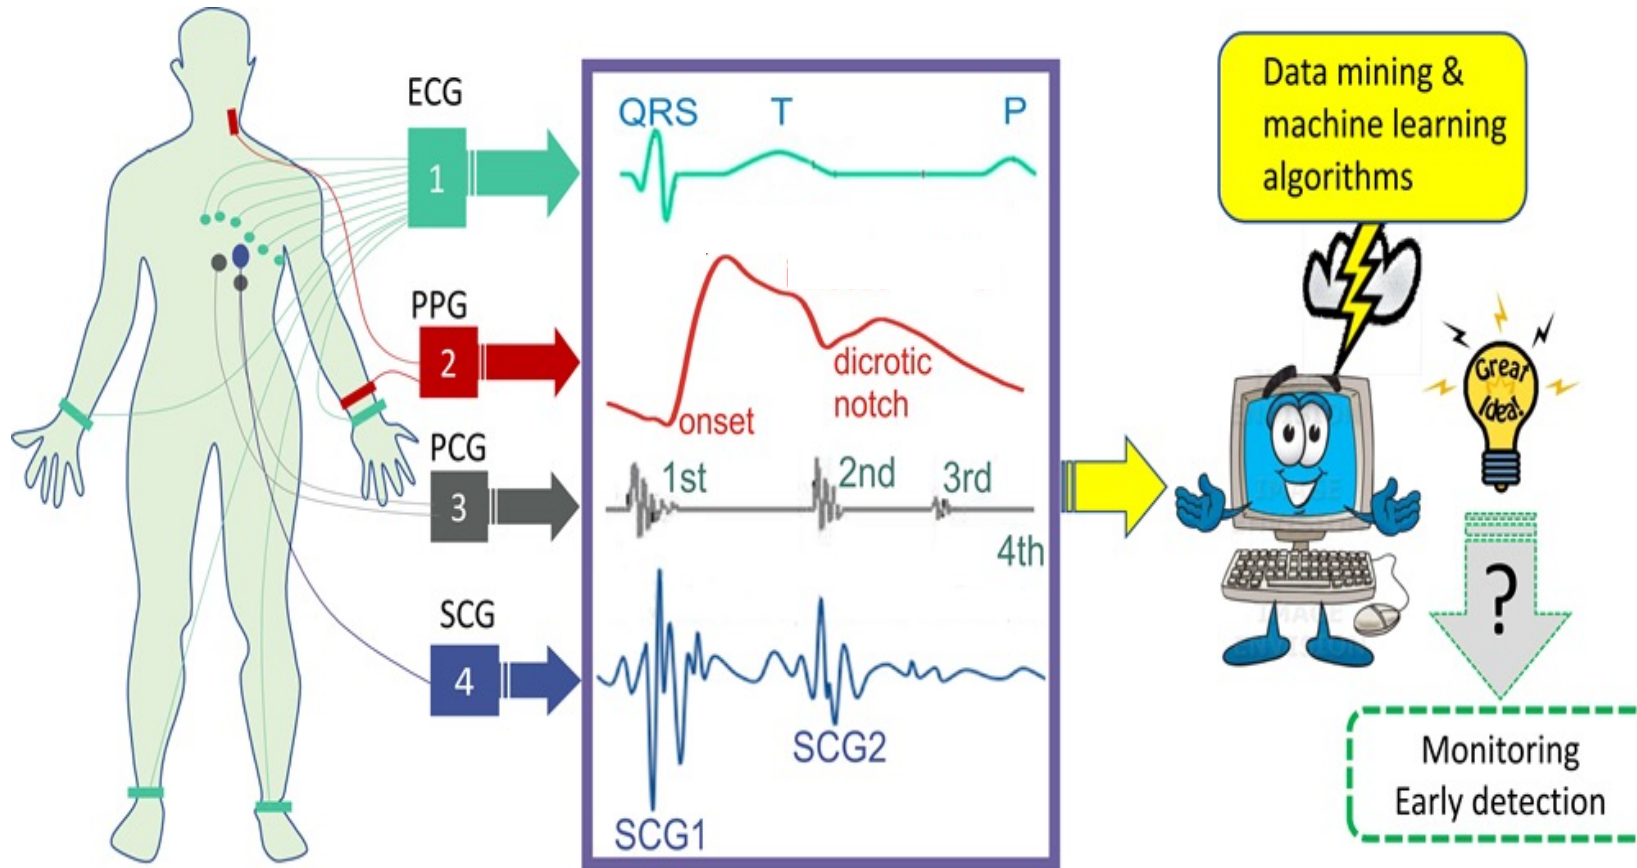 ECG
1
PPG
2
PCG
3
SCG
4
QRS T P
onset
dicrotic
notch
1st 2nd 3rd
4th
SCG1
SCG2
Data mining &
machine learning
algorithms
Great
Idea!
?
Monitoring
Early detection